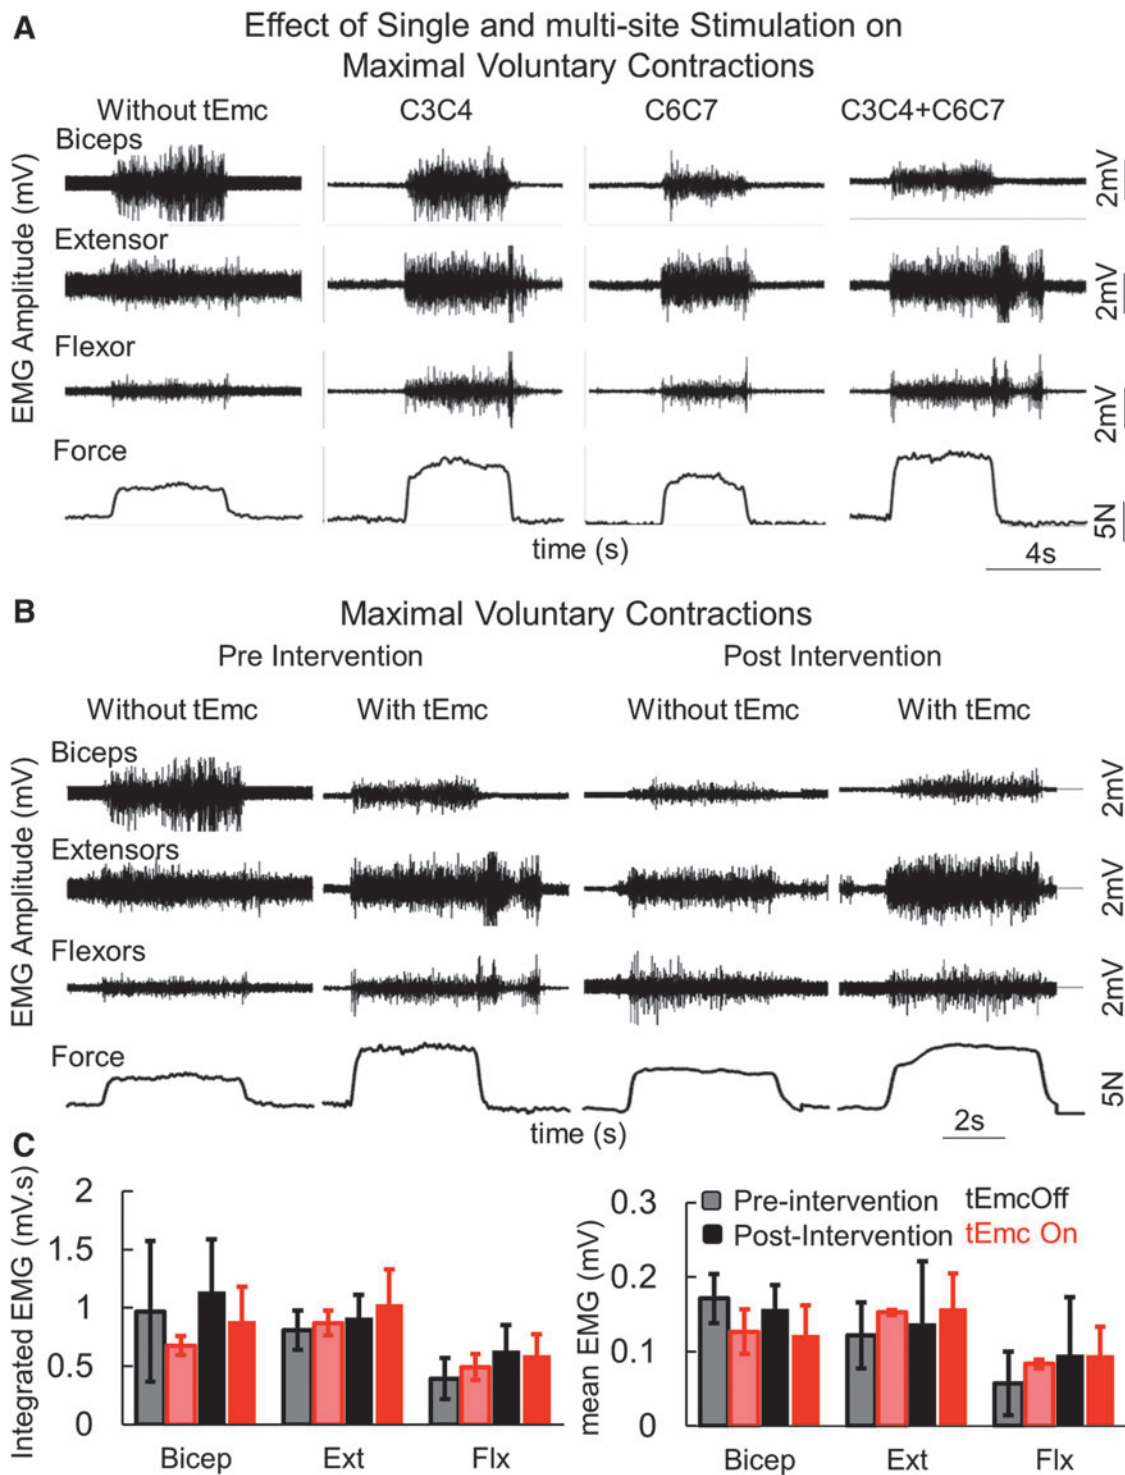 A
Effect of Single and multi-site Stimulation on
Maximal Voluntary Contractions
Without tEmc C3C4 C6C7 C3C4+C6C7
EMG Amplitude (mV)
Biceps
2mV
Extensor
2mV
Flexor
2mV
Force
5N
time (s)
4s
B
Maximal Voluntary Contractions
Pre Intervention Post Intervention
Without tEmc With tEmc Without tEmc With tEmc
EMG Amplitude (mV)
Biceps
2mV
Extensors
2mV
Flexors
2mV
Force
5N
time (s)
2s
C
Integrated EMG (mV.s)
2
1.5
1
0.5
0
Bicep Ext Flx
mean EMG (mV)
0.3
0.2
0.1
0
Pre-intervention tEmcOff
Post-Intervention tEmc On
Bicep Ext Flx